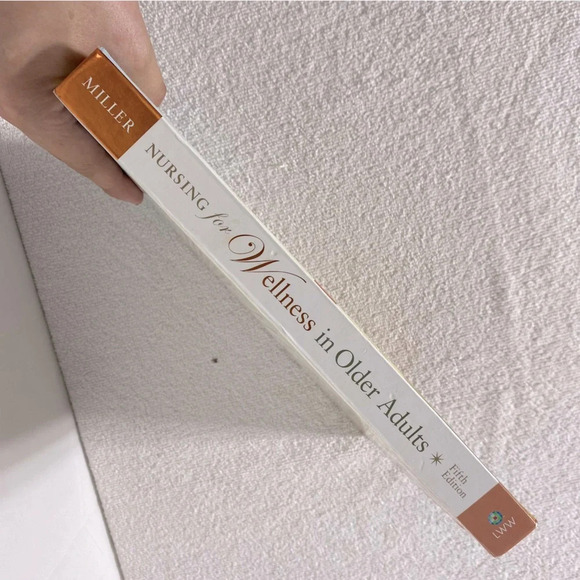 MILLER
NURSING for Wellness in Older Adults
Fifth
Edition
LWW